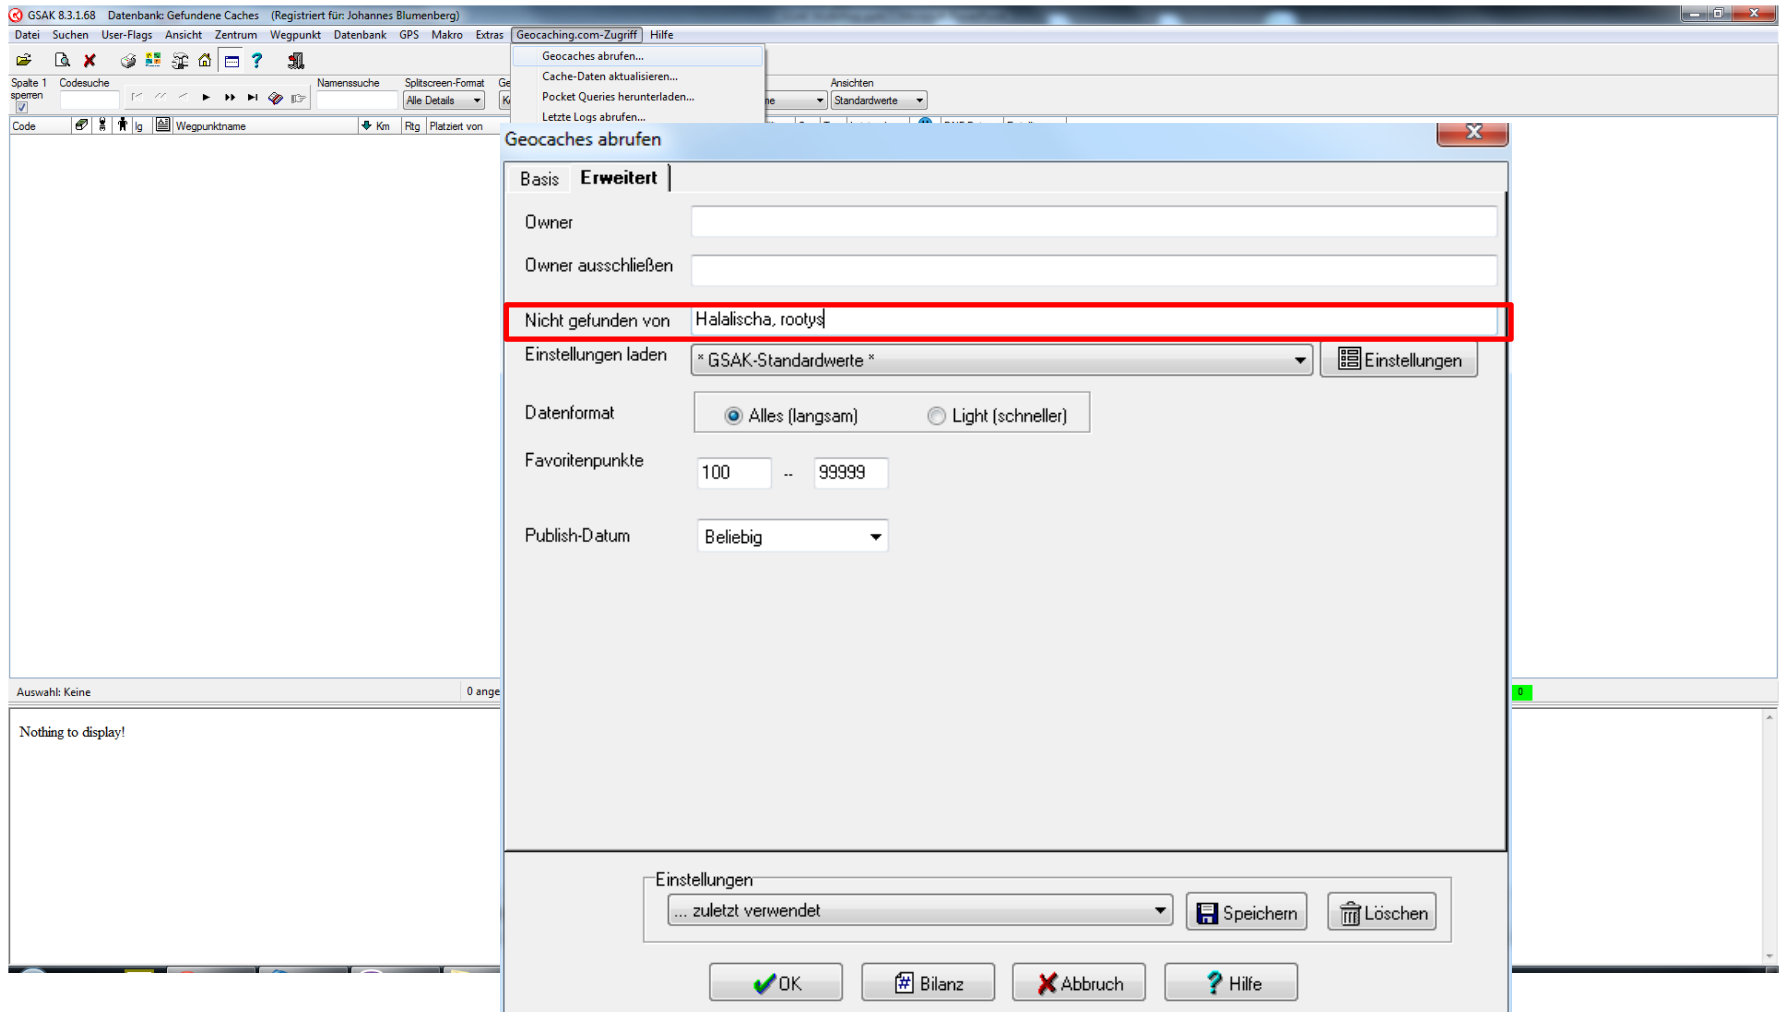 GSAK 8.3.1.68 Datenbank: Gefundene Caches (Registriert für: Johannes Blumenberg)
Datei Suchen User-Flags Ansicht Zentrum Wegpunkt Datenbank GPS Makro Extras Geocaching.com-Zugriff Hilfe
Geocaches abrufen...
Cache-Daten aktualisieren...
Pocket Queries herunterladen...
Letzte Logs abrufen...
Spalte 1 sperren
Codesuche
Namenssuche
Splitscreen-Format
Alle Details
Ansichten
Standardwerte
Code Ig Wegpunktname Km Rtg Platziert von
Geocaches abrufen
Basis Erweitert
Owner
Owner ausschließen
Nicht gefunden von Halalischa, rootys
Einstellungen laden * GSAK-Standardwerte * Einstellungen
Datenformat Alles (langsam) Light (schneller)
Favoritenpunkte 100 -- 99999
Publish-Datum Beliebig
Auswahl: Keine 0 ange 0
Nothing to display!
Einstellungen
... zuletzt verwendet Speichern Löschen
OK # Bilanz Abbruch ? Hilfe